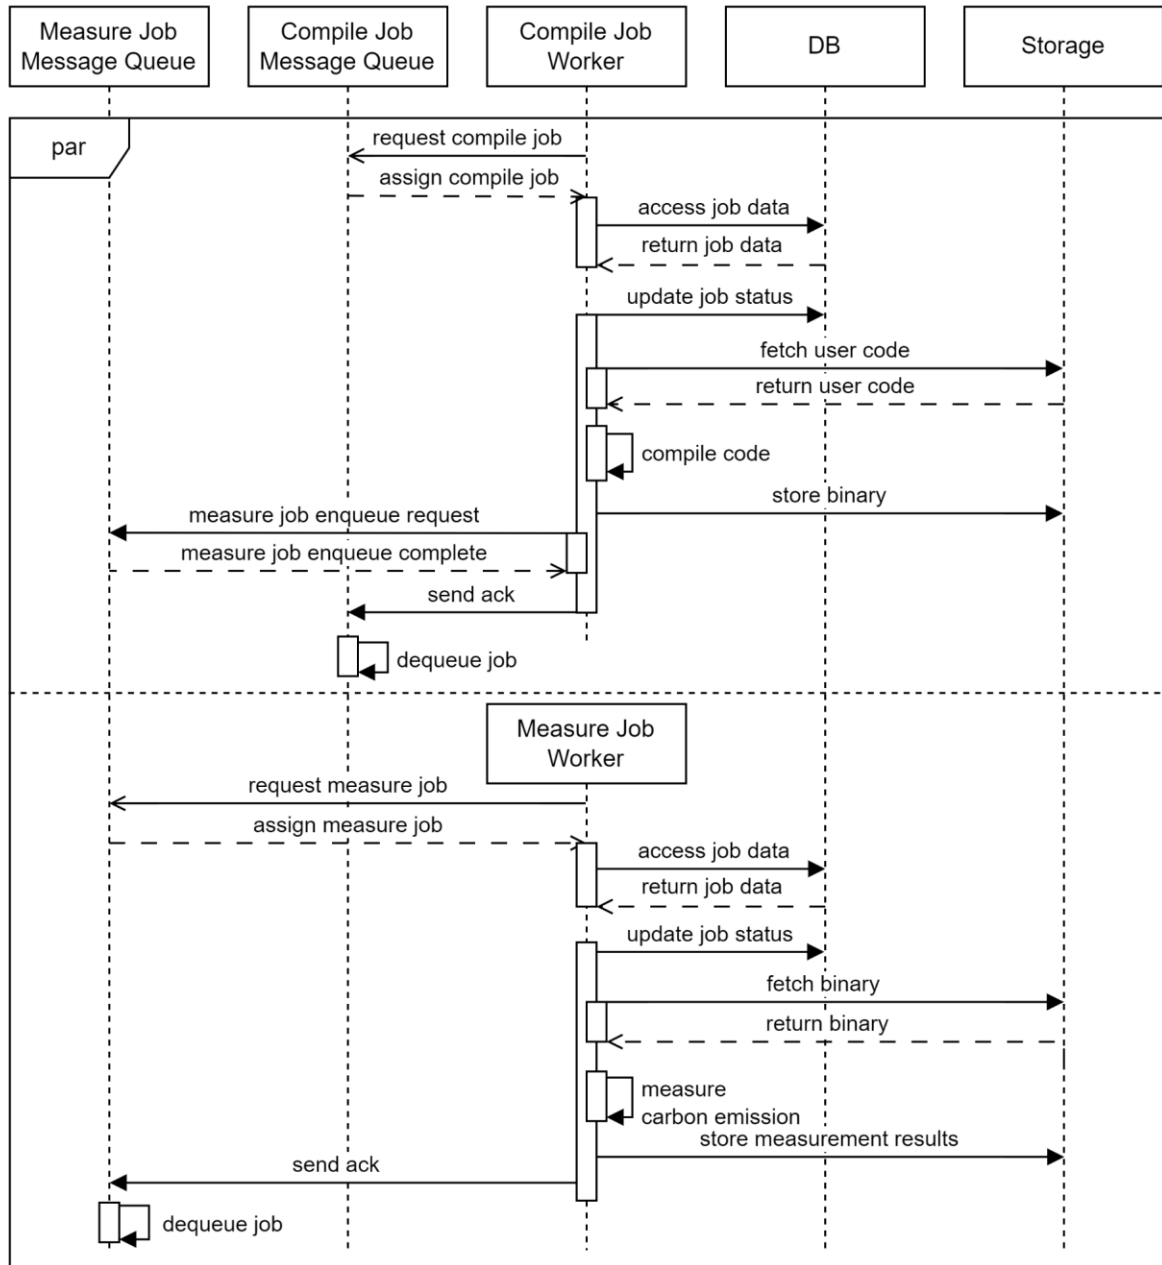 Measure Job
Message Queue
Compile Job
Message Queue
Compile Job
Worker
DB
Storage
par
request compile job
assign compile job
access job data
return job data
update job status
fetch user code
return user code
compile code
store binary
measure job enqueue request
measure job enqueue complete
send ack
dequeue job
Measure Job
Worker
request measure job
assign measure job
access job data
return job data
update job status
fetch binary
return binary
measure
carbon emission
store measurement results
send ack
dequeue job